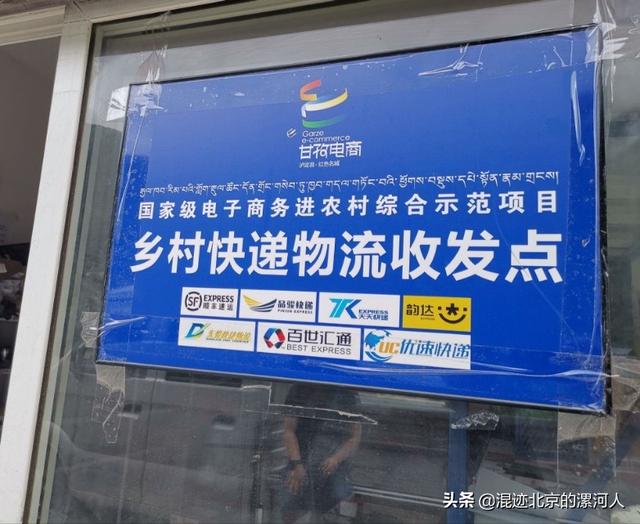 Garze
e-commerce
甘孜电商
国家级电子商务进农村综合示范项目
乡村快递物流收发点
SF EXPRESS
顺丰速运
品骏快递
PINJUN EXPRESS
TK EXPRESS
天天快递
韵达
百世汇通
BEST EXPRESS
UC 优速快递
头条 @混迹北京的漯河人